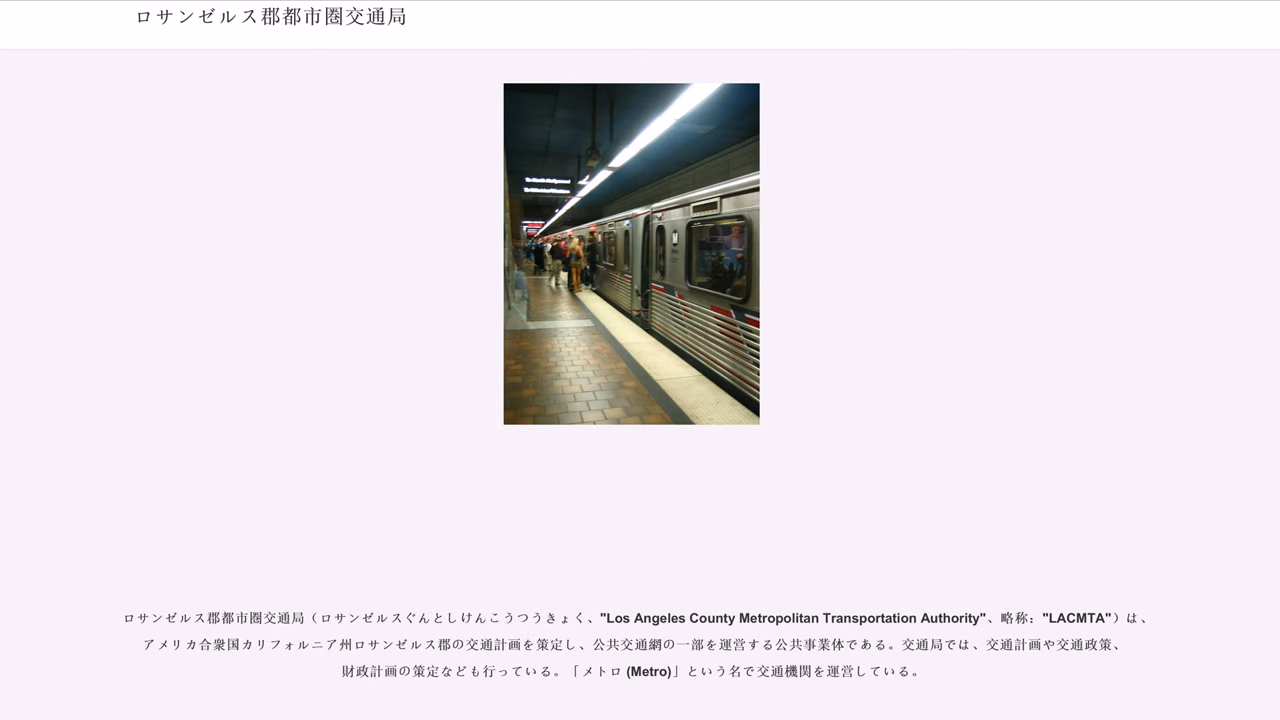 ロサンゼルス郡都市圏交通局
M
ロサンゼルス郡都市圏交通局（ロサンゼルスぐんとしけんこうつうきょく、"Los Angeles County Metropolitan Transportation Authority"、略称："LACMTA"）は、
アメリカ合衆国カリフォルニア州ロサンゼルス郡の交通計画を策定し、公共交通網の一部を運営する公共事業体である。交通局では、交通計画や交通政策、
財政計画の策定なども行っている。「メトロ (Metro)」という名で交通機関を運営している。